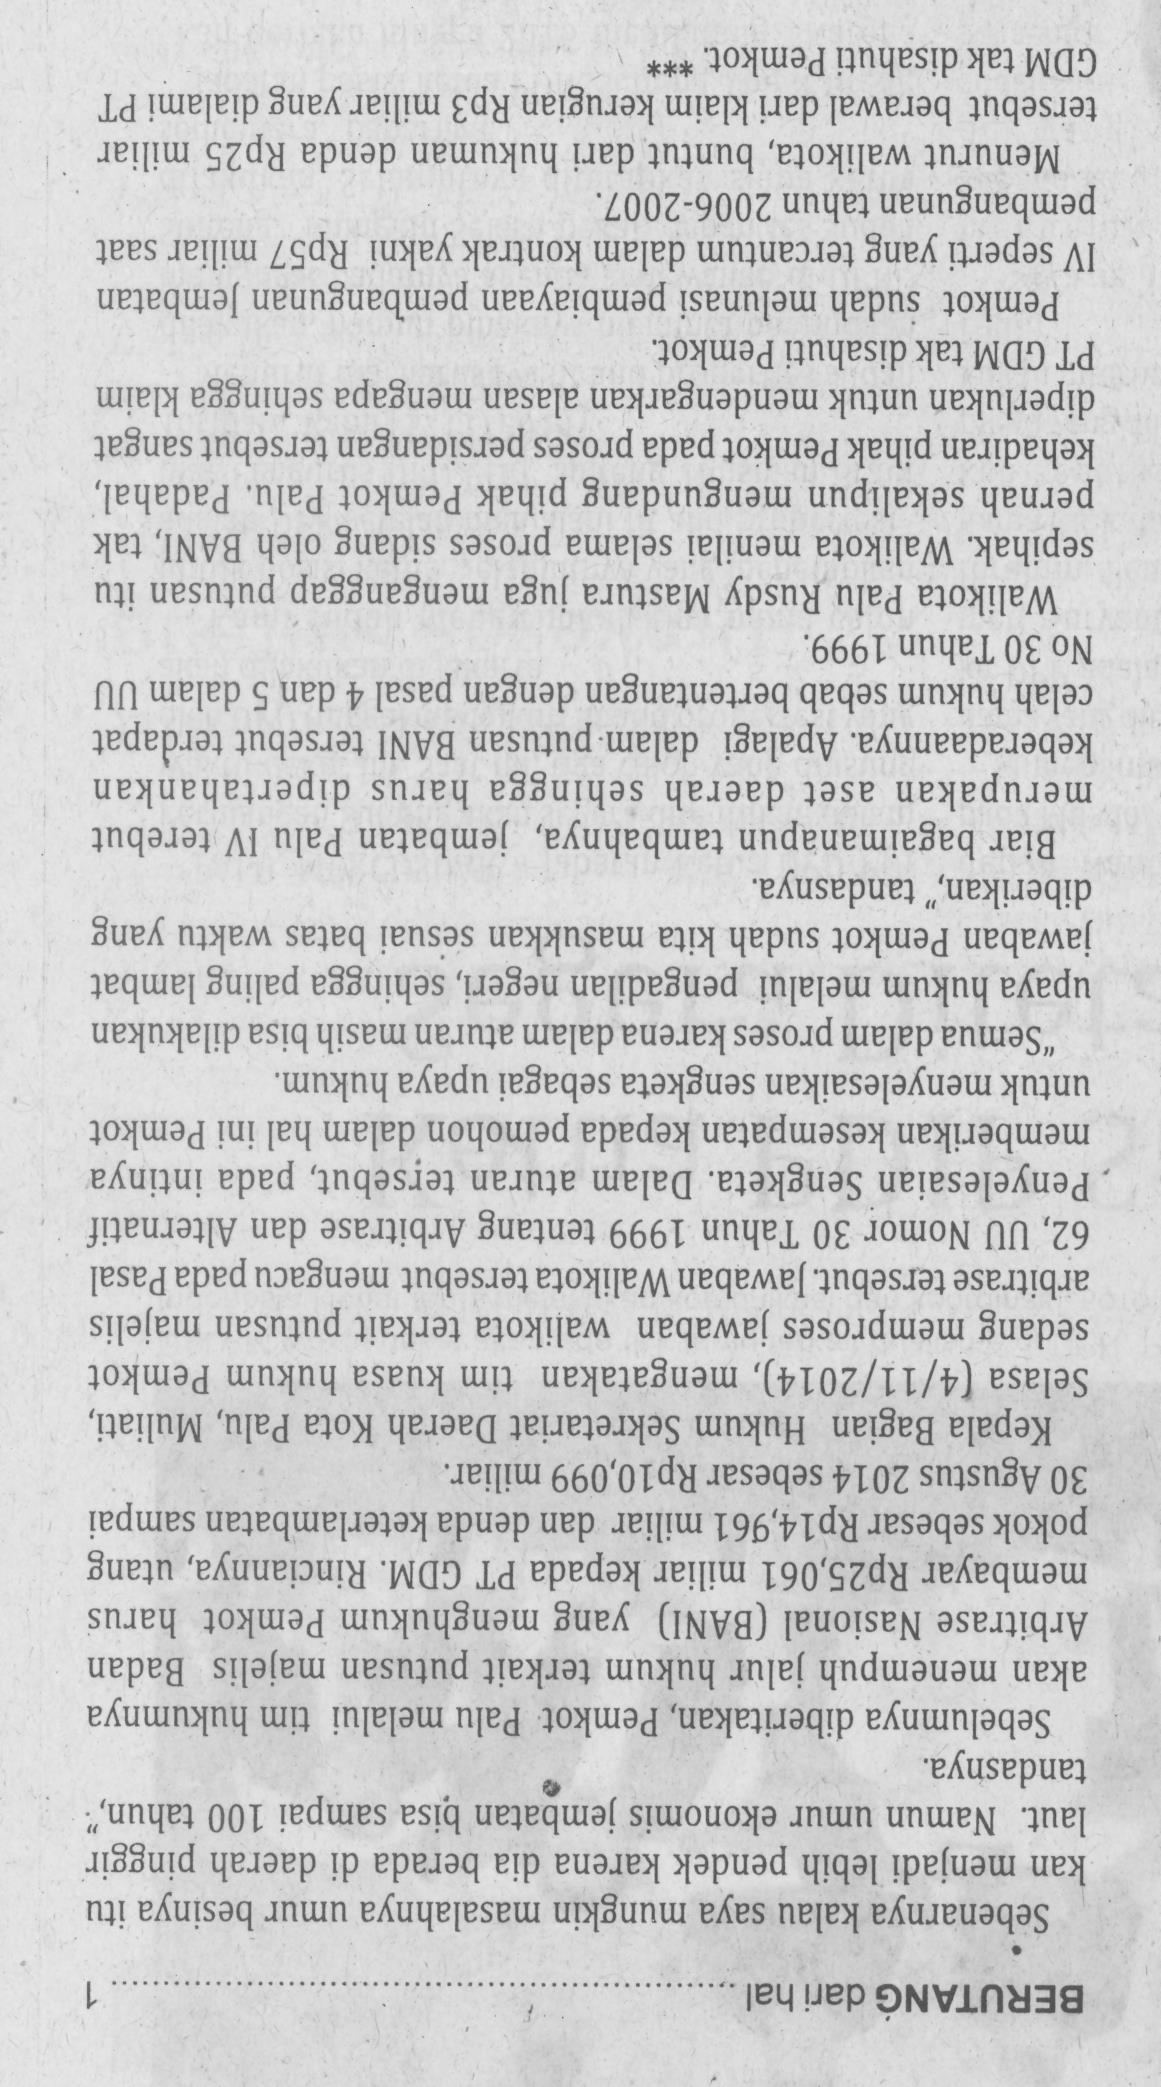 BERUTANG dari hal ........................................................ 1
Sebenarnya kalau saya mungkin masalahnya umur besinya itu
kan menjadi lebih pendek karena dia berada di daerah pinggir
laut. Namun umur ekonomis jembatan bisa sampai 100 tahun,”
tandasnya.
Sebelumnya diberitakan, Pemkot Palu melalui tim hukumnya
akan menempuh jalur hukum terkait putusan majelis Badan
Arbitrase Nasional (BANI) yang menghukum Pemkot harus
membayar Rp25,061 miliar kepada PT GDM. Rinciannya, utang
pokok sebesar Rp14,961 miliar dan denda keterlambatan sampai
30 Agustus 2014 sebesar Rp10,099 miliar.
Kepala Bagian Hukum Sekretariat Daerah Kota Palu, Muliati,
Selasa (4/11/2014), mengatakan tim kuasa hukum Pemkot
sedang memproses jawaban walikota terkait putusan majelis
arbitrase tersebut. Jawaban Walikota tersebut mengacu pada Pasal
62, UU Nomor 30 Tahun 1999 tentang Arbitrase dan Alternatif
Penyelesaian Sengketa. Dalam aturan tersebut, pada intinya
memberikan kesempatan kepada pemohon dalam hal ini Pemkot
untuk menyelesaikan sengketa sebagai upaya hukum.
“Semua dalam proses karena dalam aturan masih bisa dilakukan
upaya hukum melalui pengadilan negeri, sehingga paling lambat
jawaban Pemkot sudah kita masukkan sesuai batas waktu yang
diberikan,” tandasnya.
Biar bagaimanapun tambahnya, jembatan Palu IV terebut
merupakan aset daerah sehingga harus dipertahankan
keberadaannya. Apalagi dalam putusan BANI tersebut terdapat
celah hukum sebab bertentangan dengan pasal 4 dan 5 dalam UU
No 30 Tahun 1999.
Walikota Palu Rusdy Mastura juga menganggap putusan itu
sepihak. Walikota menilai selama proses sidang oleh BANI, tak
pernah sekalipun mengundang pihak Pemkot Palu. Padahal,
kehadiran pihak Pemkot pada proses persidangan tersebut sangat
diperlukan untuk mendengarkan alasan mengapa sehingga klaim
PT GDM tak disahuti Pemkot.
Pemkot sudah melunasi pembiayaan pembangunan Jembatan
IV seperti yang tercantum dalam kontrak yakni Rp57 miliar saat
pembangunan tahun 2006-2007.
Menurut walikota, buntut dari hukuman denda Rp25 miliar
tersebut berawal dari klaim kerugian Rp3 miliar yang dialami PT
GDM tak disahuti Pemkot. ***